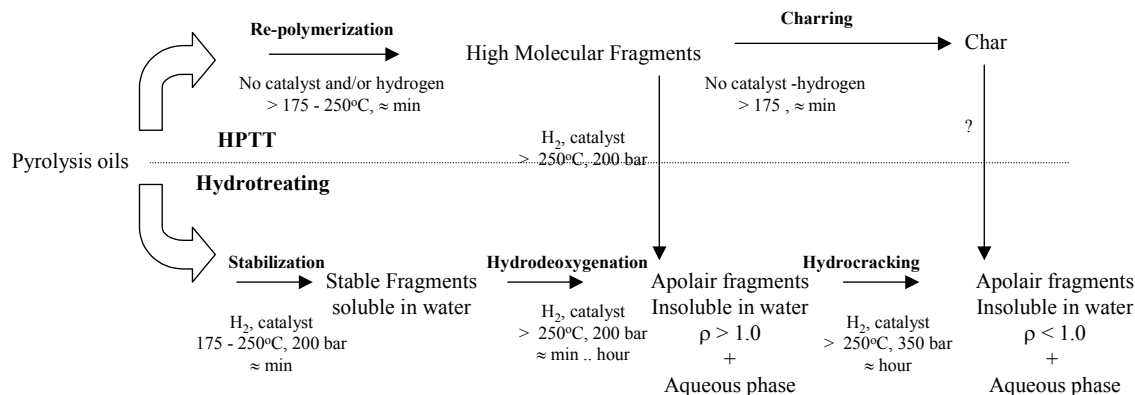 Re-polymerization
Charring
High Molecular Fragments
Char
No catalyst and/or hydrogen
> 175 - 250°C, ≈ min
No catalyst -hydrogen
> 175 , ≈ min
?
HPTT
H₂, catalyst
> 250°C, 200 bar
Pyrolysis oils
Hydrotreating
Stabilization
Hydrodeoxygenation
Hydrocracking
Stable Fragments
soluble in water
Apolair fragments
Insoluble in water
ρ > 1.0
+
Aqueous phase
Apolair fragments
Insoluble in water
ρ < 1.0
+
Aqueous phase
H₂, catalyst
175 - 250°C, 200 bar
≈ min
H₂, catalyst
> 250°C, 200 bar
≈ min .. hour
H₂, catalyst
> 250°C, 350 bar
≈ hour